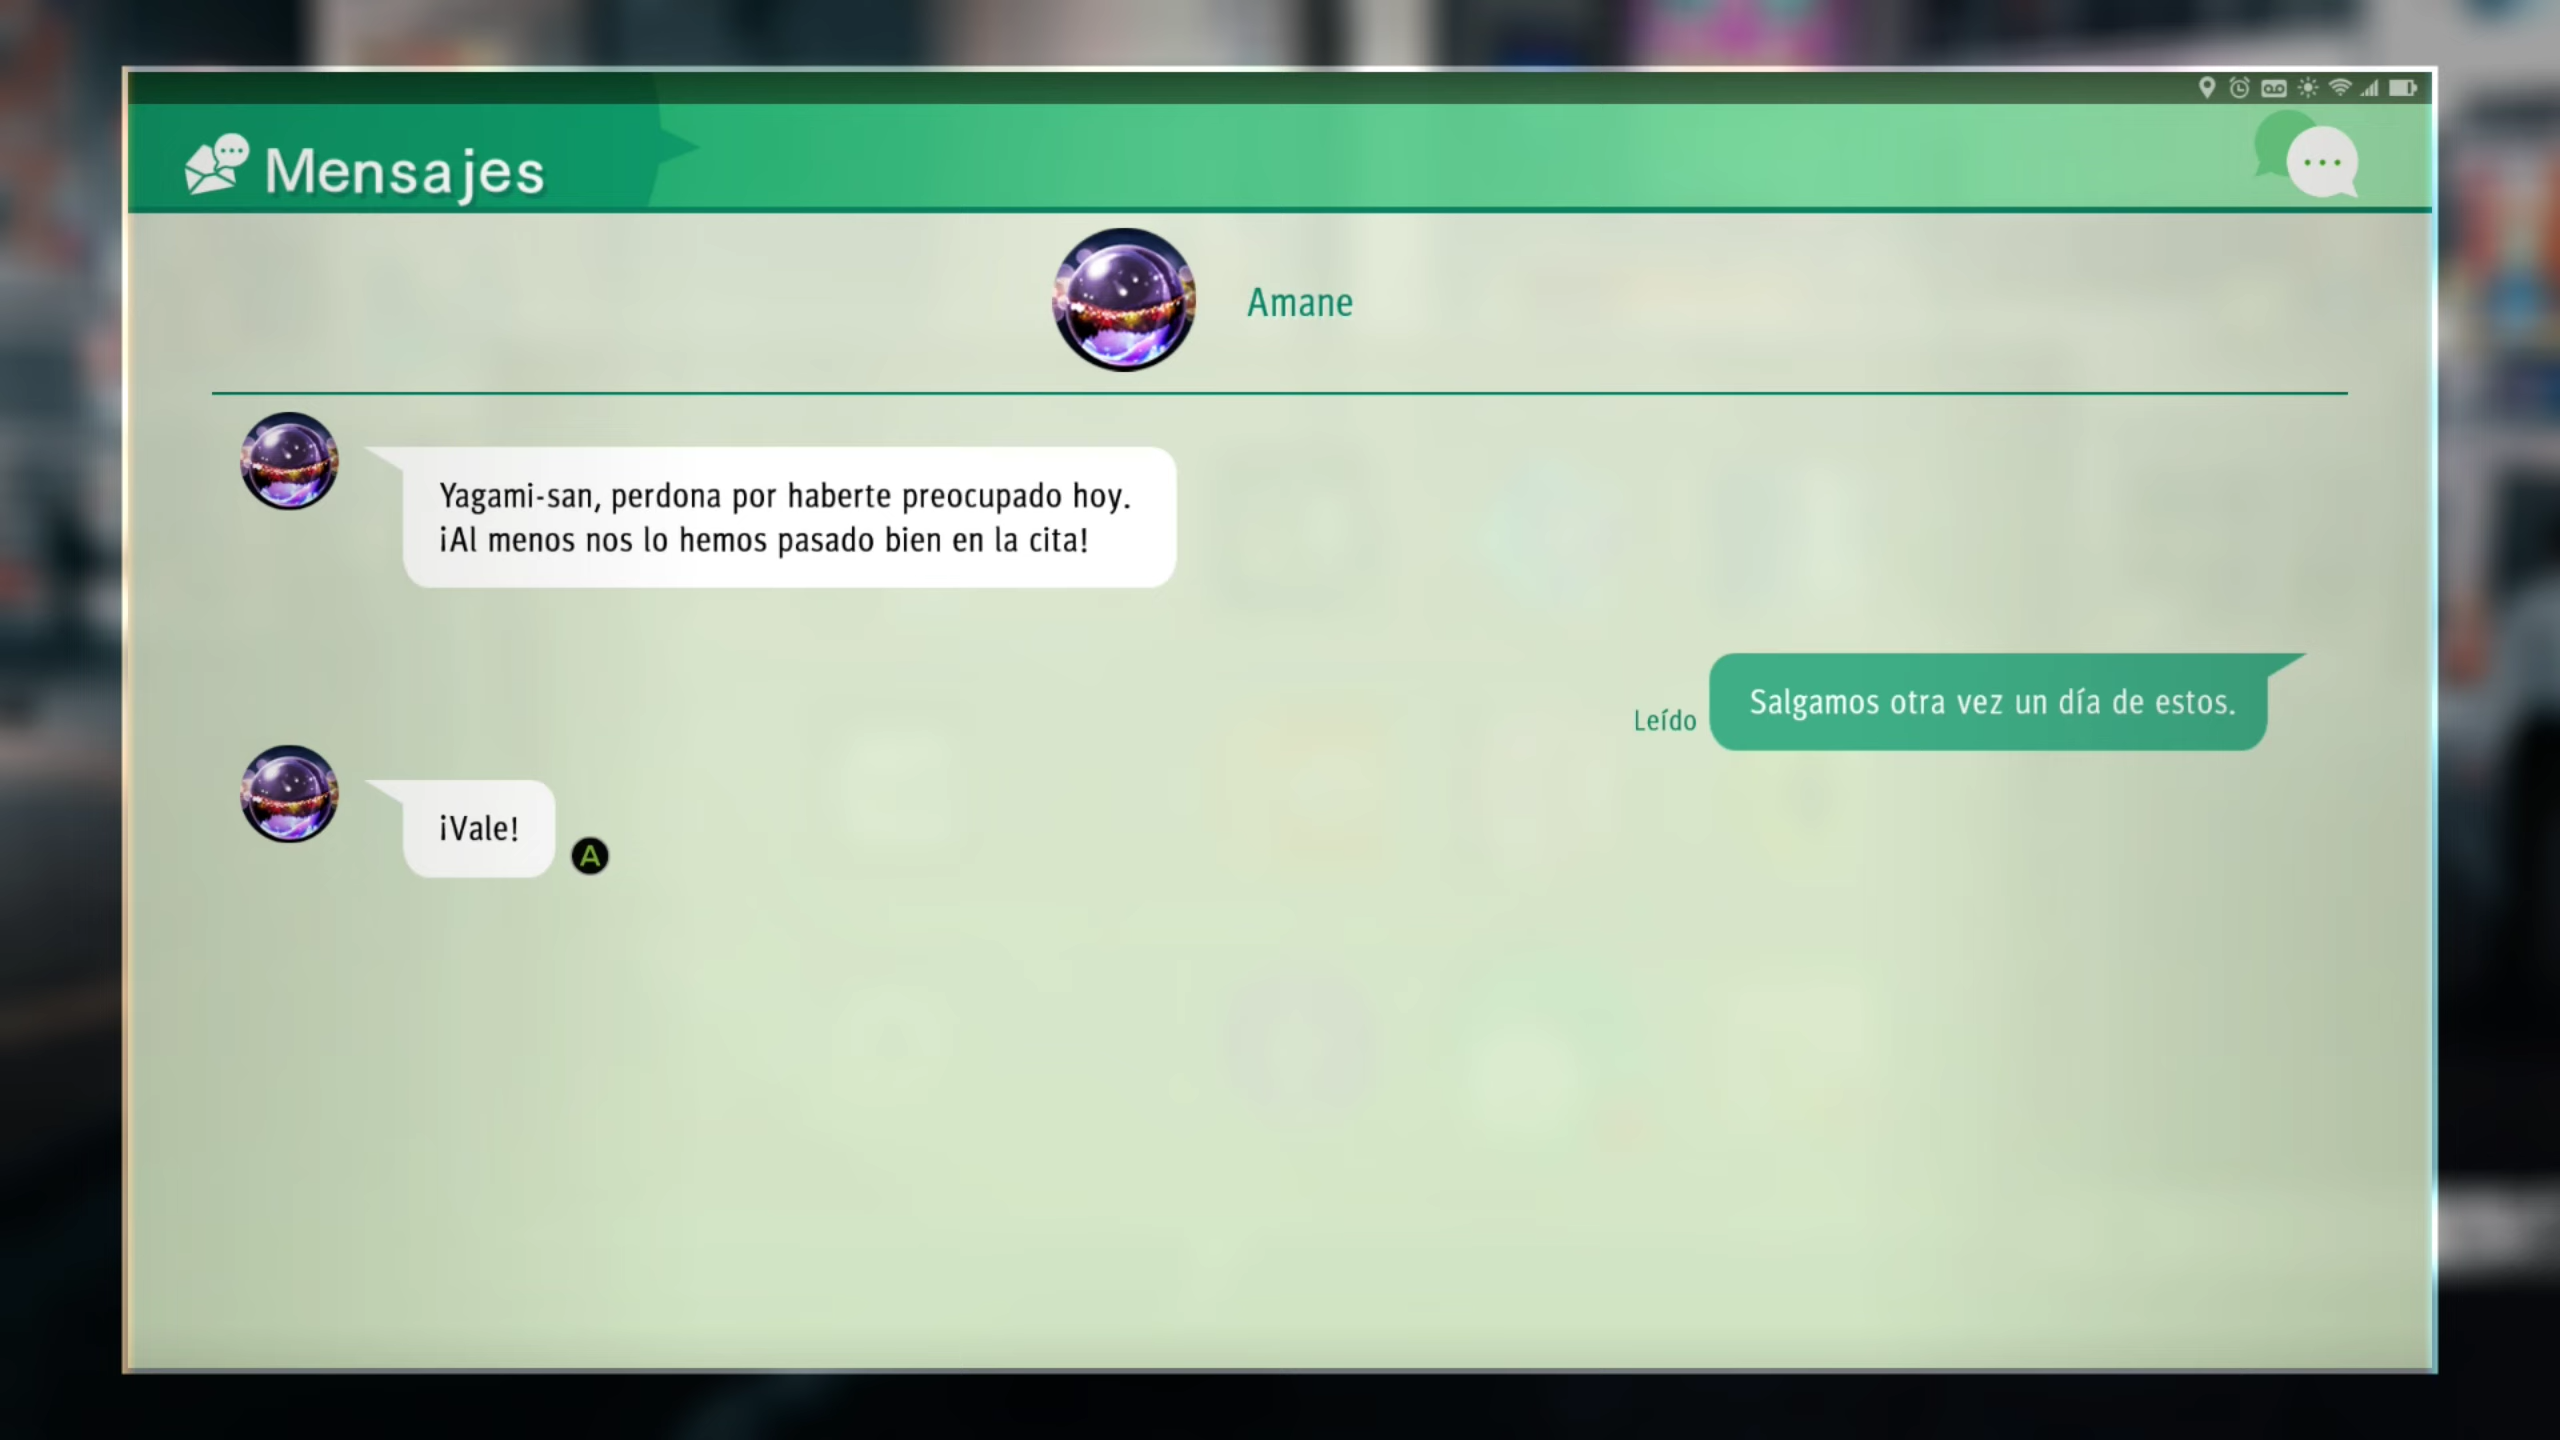 Mensajes
Amane
Yagami-san, perdona por haberte preocupado hoy.
¡Al menos nos lo hemos pasado bien en la cita!
Salgamos otra vez un día de estos.
Leído
¡Vale!
A